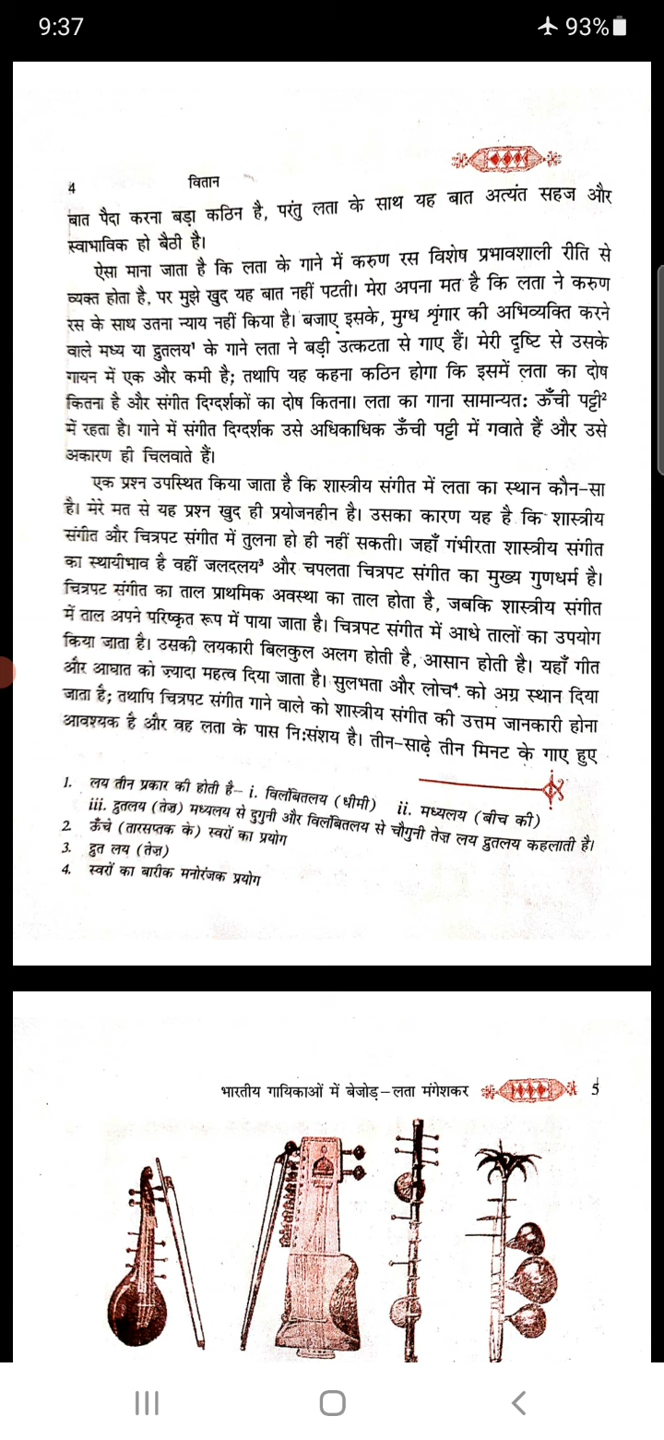 9:37
93%
4 वितान
बात पैदा करना बड़ा कठिन है, परंतु लता के साथ यह बात अत्यंत सहज और
स्वाभाविक हो बैठी है।
ऐसा माना जाता है कि लता के गाने में करुण रस विशेष प्रभावशाली रीति से
व्यक्त होता है, पर मुझे खुद यह बात नहीं पटती। मेरा अपना मत है कि लता ने करुण
रस के साथ उतना न्याय नहीं किया है। बजाए इसके, मुग्ध शृंगार की अभिव्यक्ति करने
वाले मध्य या द्रुतलय¹ के गाने लता ने बड़ी उत्कटता से गाए हैं। मेरी दृष्टि से उसके
गायन में एक और कमी है; तथापि यह कहना कठिन होगा कि इसमें लता का दोष
कितना है और संगीत दिग्दर्शकों का दोष कितना। लता का गाना सामान्यत: ऊँची पट्टी²
में रहता है। गाने में संगीत दिग्दर्शक उसे अधिकाधिक ऊँची पट्टी में गवाते हैं और उसे
अकारण ही चिलवाते हैं।
एक प्रश्न उपस्थित किया जाता है कि शास्त्रीय संगीत में लता का स्थान कौन-सा
है। मेरे मत से यह प्रश्न खुद ही प्रयोजनहीन है। उसका कारण यह है कि शास्त्रीय
संगीत और चित्रपट संगीत में तुलना हो ही नहीं सकती। जहाँ गंभीरता शास्त्रीय संगीत
का स्थायीभाव है वहीं जलदलय³ और चपलता चित्रपट संगीत का मुख्य गुणधर्म है।
चित्रपट संगीत का ताल प्राथमिक अवस्था का ताल होता है, जबकि शास्त्रीय संगीत
में ताल अपने परिष्कृत रूप में पाया जाता है। चित्रपट संगीत में आधे तालों का उपयोग
किया जाता है। उसकी लयकारी बिलकुल अलग होती है, आसान होती है। यहाँ गीत
और आघात को ज़्यादा महत्व दिया जाता है। सुलभता और लोच⁴ को अग्र स्थान दिया
जाता है; तथापि चित्रपट संगीत गाने वाले को शास्त्रीय संगीत की उत्तम जानकारी होना
आवश्यक है और वह लता के पास नि:संशय है। तीन-साढ़े तीन मिनट के गाए हुए
1. लय तीन प्रकार की होती है– i. विलंबितलय (धीमी) ii. मध्यलय (बीच की)
iii. द्रुतलय (तेज़) मध्यलय से दुगुनी और विलंबितलय से चौगुनी तेज़ लय द्रुतलय कहलाती है।
2 ऊँचे (तारसप्तक के) स्वरों का प्रयोग
3. द्रुत लय (तेज़)
4. स्वरों का बारीक मनोरंजक प्रयोग
भारतीय गायिकाओं में बेजोड़–लता मंगेशकर 5